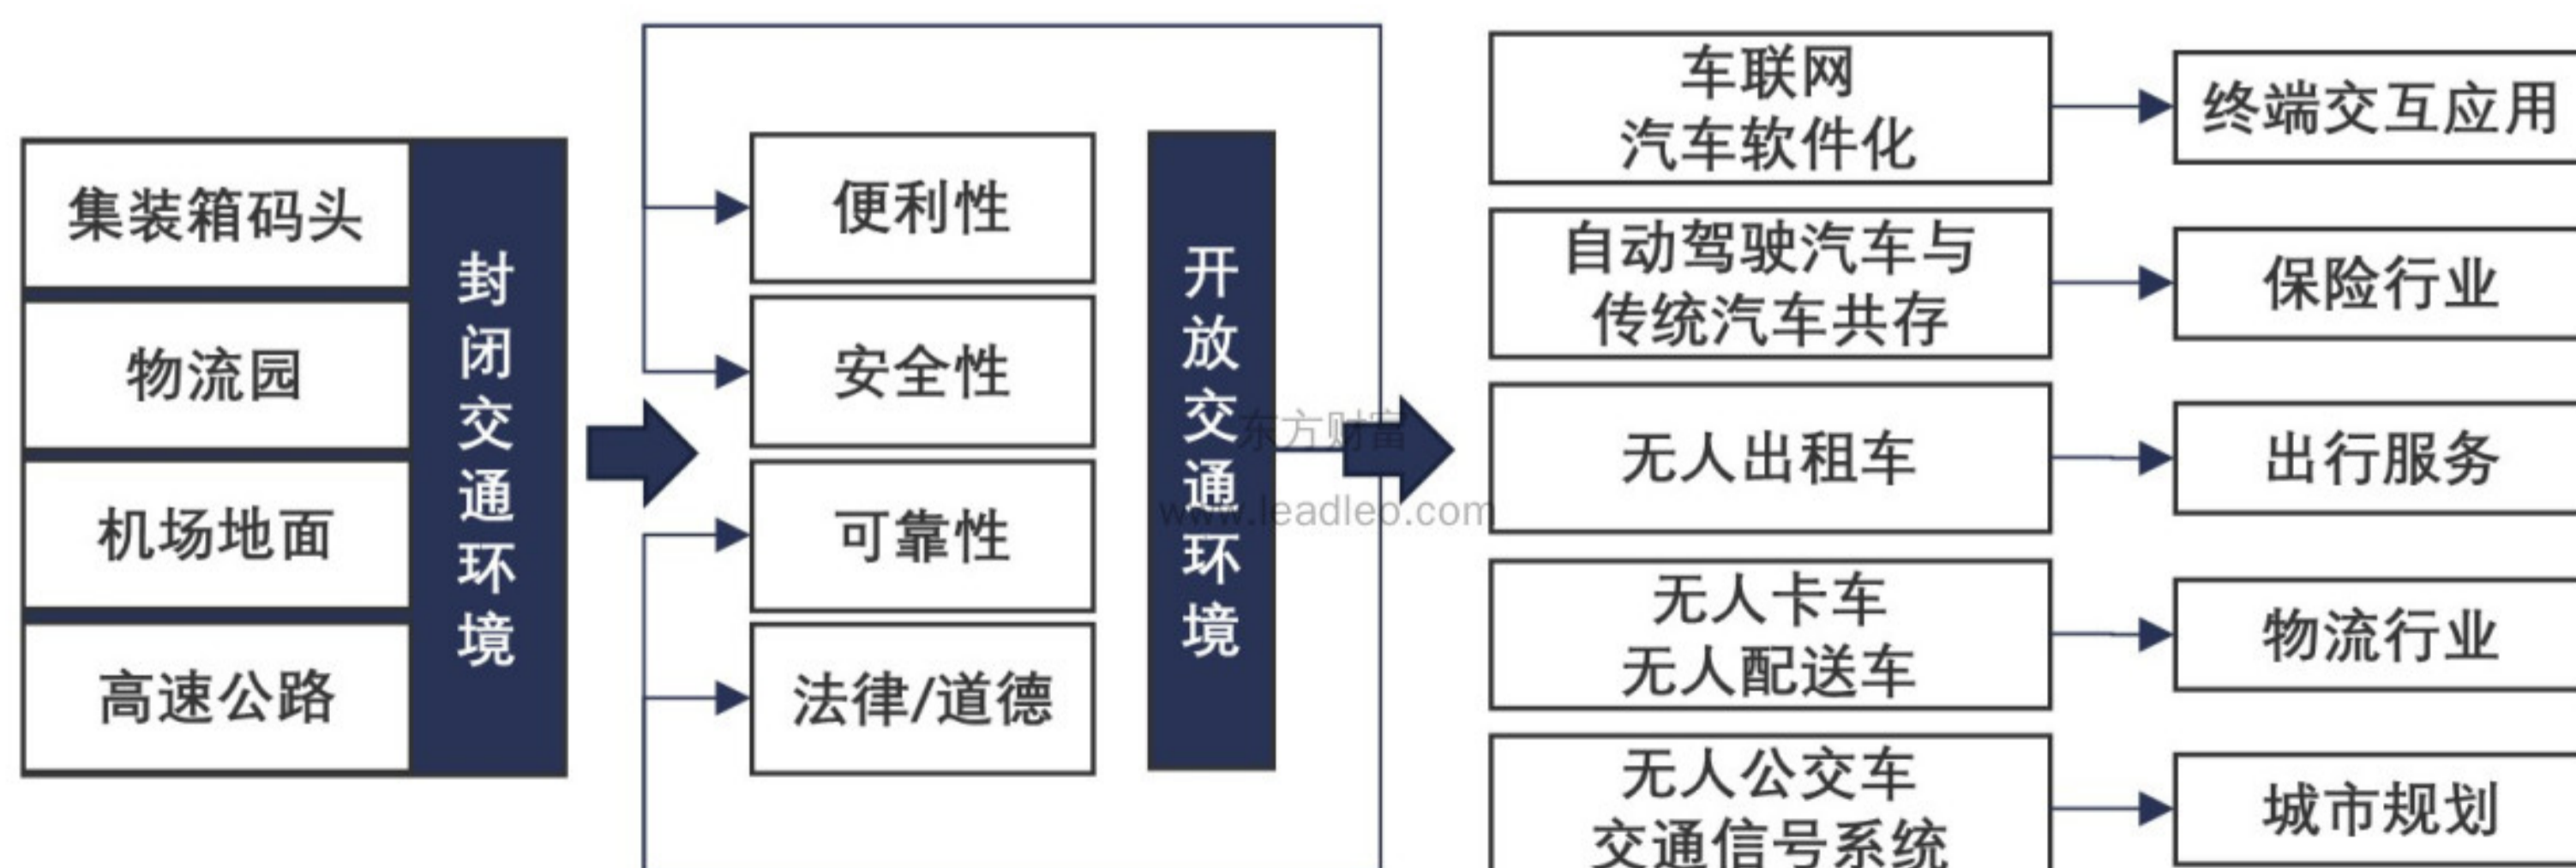 集装箱码头
物流园
机场地面
高速公路
封闭交通环境
便利性
安全性
可靠性
法律/道德
开放交通环境
东方财富
www.leadleo.com
车联网
汽车软件化
终端交互应用
自动驾驶汽车与
传统汽车共存
保险行业
无人出租车
出行服务
无人卡车
无人配送车
物流行业
无人公交车
交通信号系统
城市规划